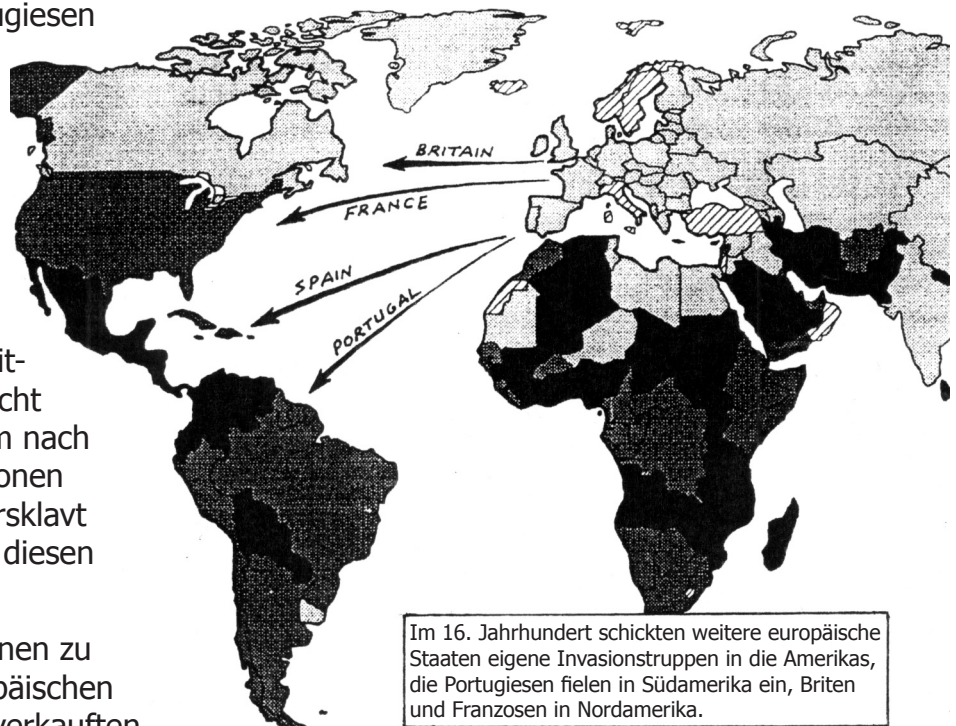 ugiesen
BRITAIN
FRANCE
SPAIN
PORTUGAL
it-
cht
nach
onen
rsklavt
diesen
nen zu
päischen
verkauften
Im 16. Jahrhundert schickten weitere europäische
Staaten eigene Invasionstruppen in die Amerikas,
die Portugiesen fielen in Südamerika ein, Briten
und Franzosen in Nordamerika.